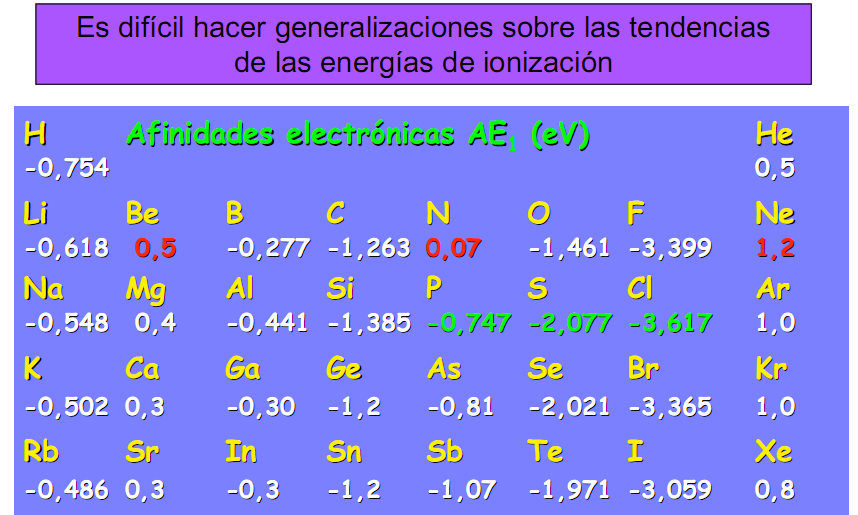 Es difícil hacer generalizaciones sobre las tendencias
de las energías de ionización
H Afinidades electrónicas AE₁ (eV) He
-0,754 0,5
Li Be B C N O F Ne
-0,618 0,5 -0,277 -1,263 0,07 -1,461 -3,399 1,2
Na Mg Al Si P S Cl Ar
-0,548 0,4 -0,441 -1,385 -0,747 -2,077 -3,617 1,0
K Ca Ga Ge As Se Br Kr
-0,502 0,3 -0,30 -1,2 -0,81 -2,021 -3,365 1,0
Rb Sr In Sn Sb Te I Xe
-0,486 0,3 -0,3 -1,2 -1,07 -1,971 -3,059 0,8